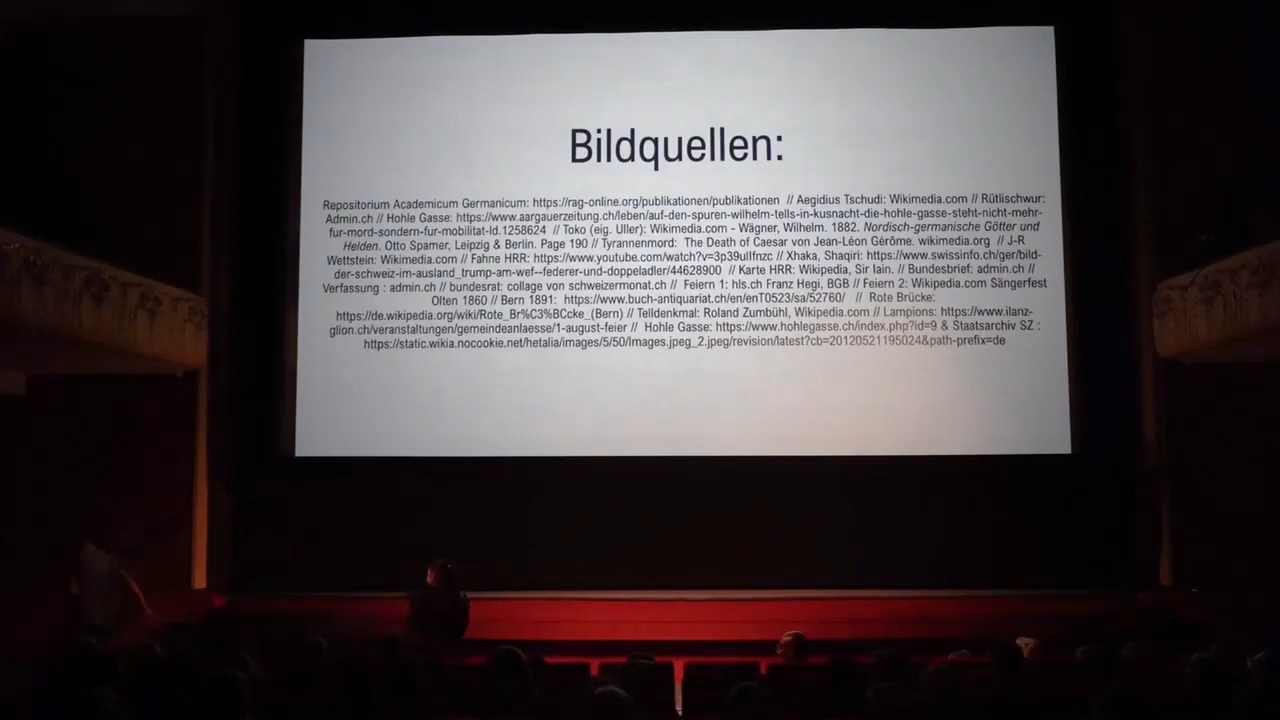 Bildquellen:
Repositorium Academicum Germanicum: https://rag-online.org/publikationen/publikationen // Aegidius Tschudi: Wikimedia.com // Rütlischwur:
Admin.ch // Hohle Gasse: https://www.aargauerzeitung.ch/leben/auf-den-spuren-wilhelm-tells-in-kusnacht-die-hohle-gasse-steht-nicht-mehr-
fur-mord-sondern-fur-mobilitat-ld.1258624 // Toko (eig. Uller): Wikimedia.com - Wägner, Wilhelm. 1882. Nordisch-germanische Götter und
Helden. Otto Spamer, Leipzig & Berlin. Page 190 // Tyrannenmord: The Death of Caesar von Jean-Léon Gérôme. wikimedia.org // J-R
Wettstein: Wikimedia.com // Fahne HRR: https://www.youtube.com/watch?v=3p39uIIfnzc // Xhaka, Shaqiri: https://www.swissinfo.ch/ger/bild-
der-schweiz-im-ausland_trump-am-wef--federer-und-doppeladler/44628900 // Karte HRR: Wikipedia, Sir Iain. // Bundesbrief: admin.ch //
Verfassung : admin.ch // bundesrat: collage von schweizermonat.ch // Feiern 1: hls.ch Franz Hegi, BGB // Feiern 2: Wikipedia.com Sängerfest
Olten 1860 // Bern 1891: https://www.buch-antiquariat.ch/en/enT0523/sa/52760/ // Rote Brücke:
https://de.wikipedia.org/wiki/Rote_Br%C3%BCcke_(Bern) // Telldenkmal: Roland Zumbühl, Wikipedia.com // Lampions: https://www.ilanz-
glion.ch/veranstaltungen/gemeindeanlaesse/1-august-feier // Hohle Gasse: https://www.hohlegasse.ch/index.php?id=9 & Staatsarchiv SZ :
https://static.wikia.nocookie.net/hetalia/images/5/50/Images.jpeg_2.jpeg/revision/latest?cb=20120521195024&path-prefix=de